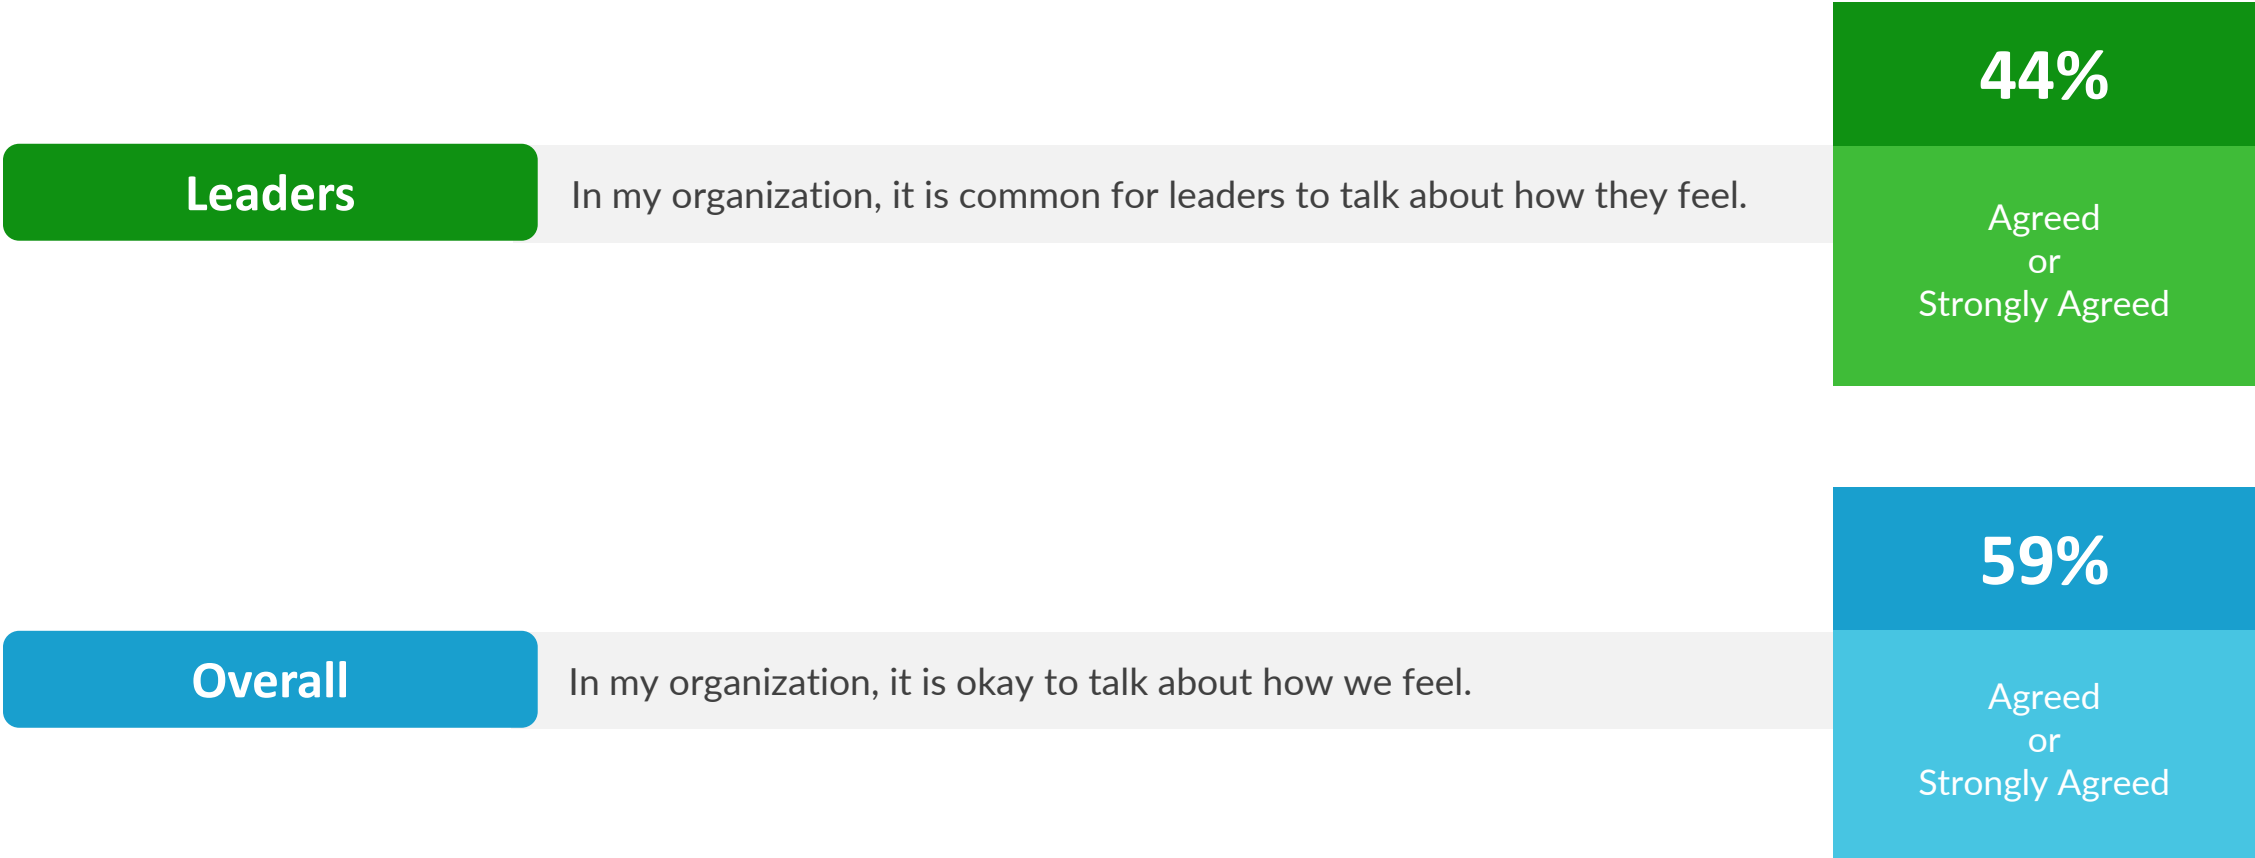 44%
Leaders
In my organization, it is common for leaders to talk about how they feel.
Agreed
or
Strongly Agreed
59%
Overall
In my organization, it is okay to talk about how we feel.
Agreed
or
Strongly Agreed